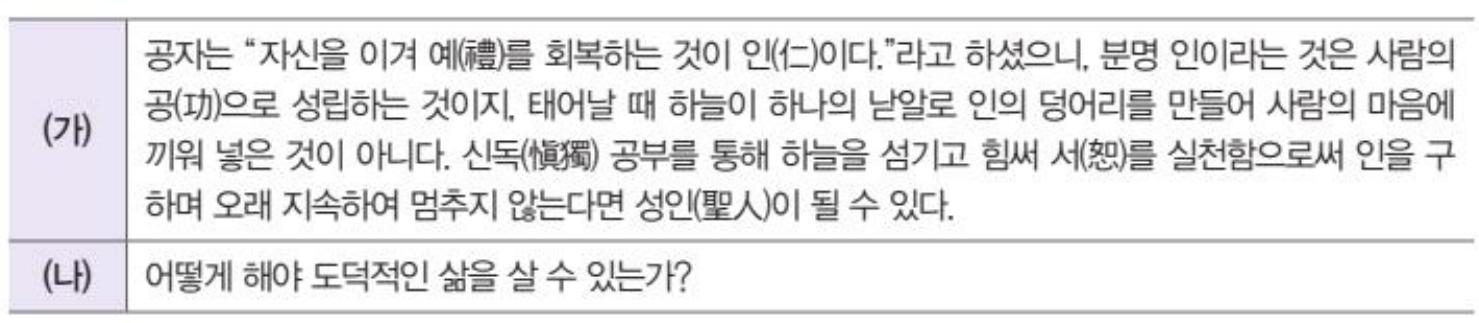 (가)
공자는 “자신을 이겨 예(禮)를 회복하는 것이 인(仁)이다.”라고 하셨으니, 분명 인이라는 것은 사람의
공(功)으로 성립하는 것이지, 태어날 때 하늘이 하나의 낟알로 인의 덩어리를 만들어 사람의 마음에
끼워 넣은 것이 아니다. 신독(愼獨) 공부를 통해 하늘을 섬기고 힘써 서(恕)를 실천함으로써 인을 구
하며 오래 지속하여 멈추지 않는다면 성인(聖人)이 될 수 있다.
(나)
어떻게 해야 도덕적인 삶을 살 수 있는가?